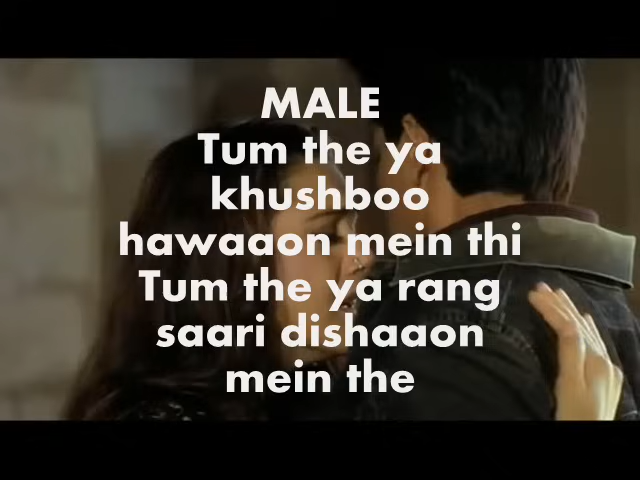 MALE
Tum the ya
khushboo
hawaaon mein thi
Tum the ya rang
saari dishaaon
mein the